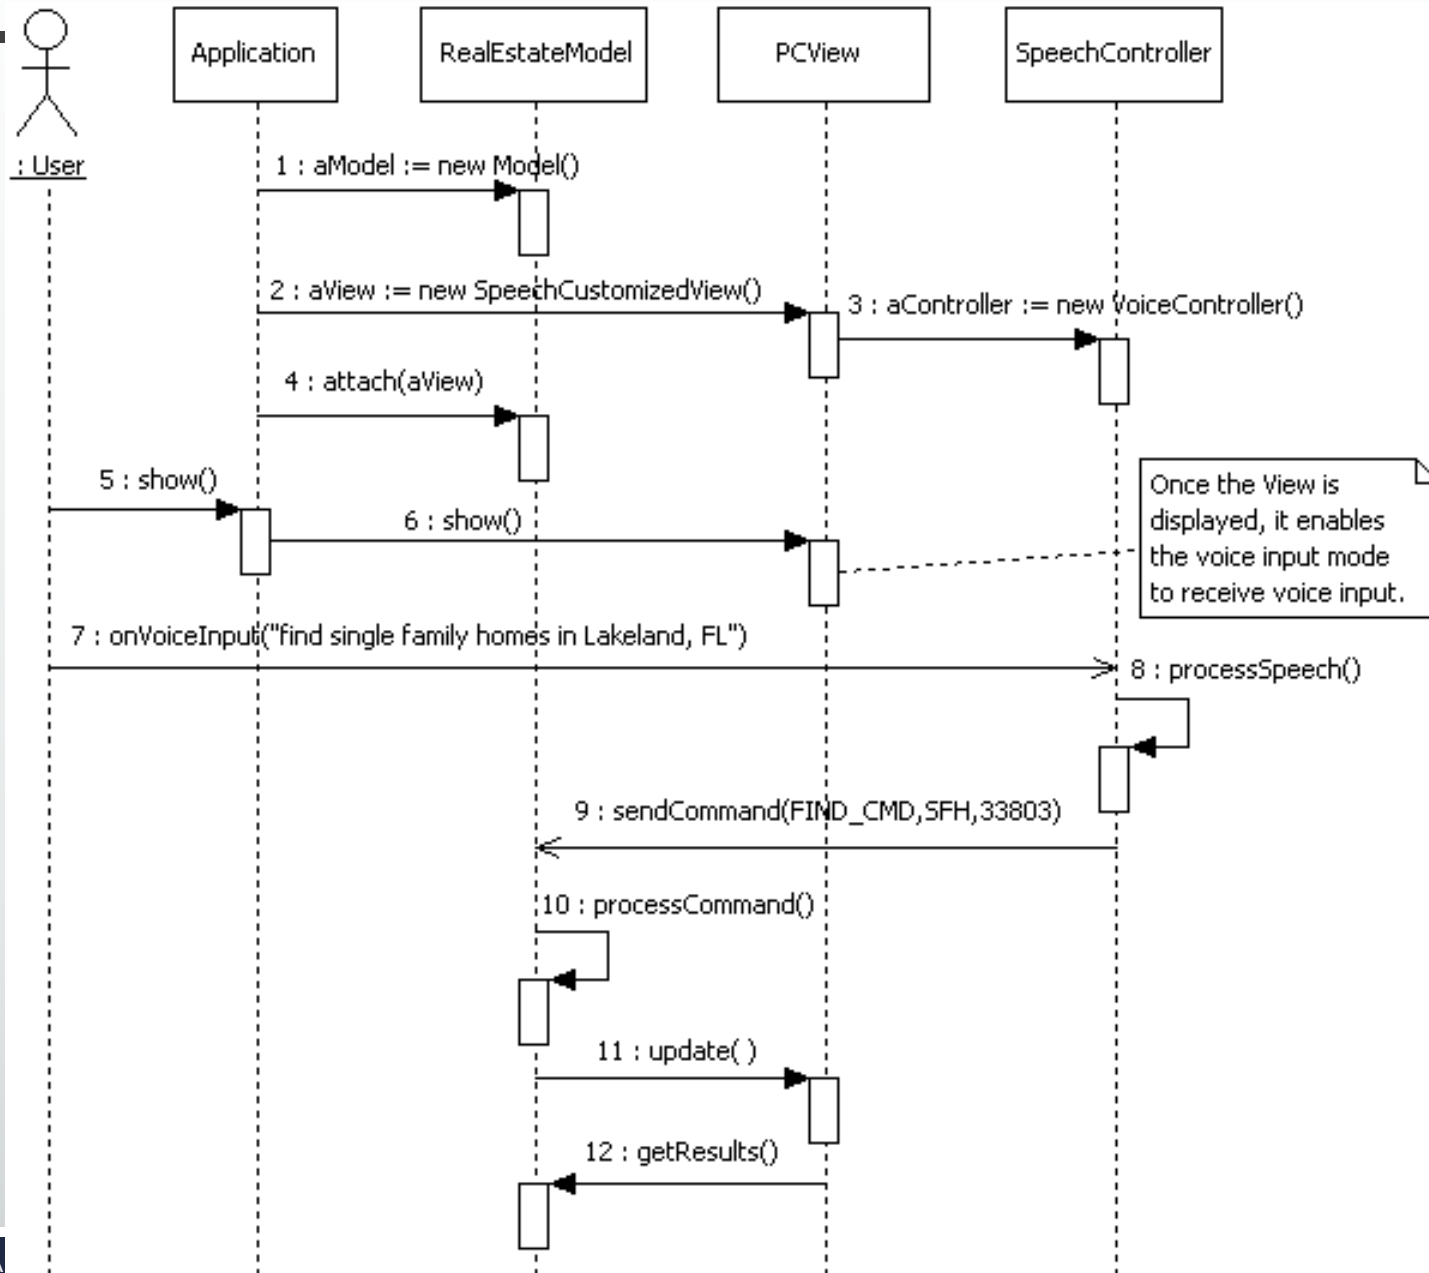 Application
RealEstateModel
PCView
SpeechController
: User
1 : aModel := new Model()
2 : aView := new SpeechCustomizedView()
3 : aController := new VoiceController()
4 : attach(aView)
5 : show()
6 : show()
Once the View is
displayed, it enables
the voice input mode
to receive voice input.
7 : onVoiceInput("find single family homes in Lakeland, FL")
8 : processSpeech()
9 : sendCommand(FIND_CMD,SFH,33803)
10 : processCommand()
11 : update( )
12 : getResults()